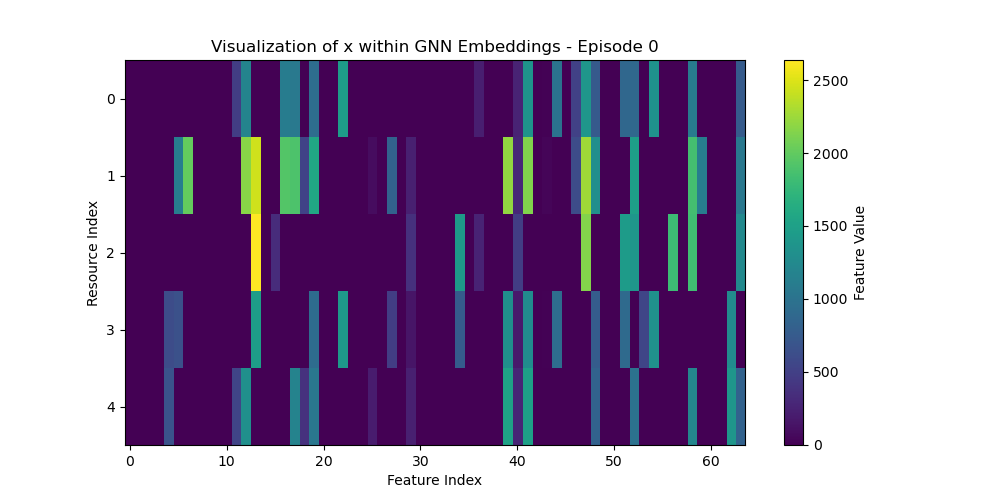 Visualization of x within GNN Embeddings - Episode 0
Resource Index
0
1
2
3
4
0 10 20 30 40 50 60
Feature Index
2500
2000
1500
1000
500
0
Feature Value